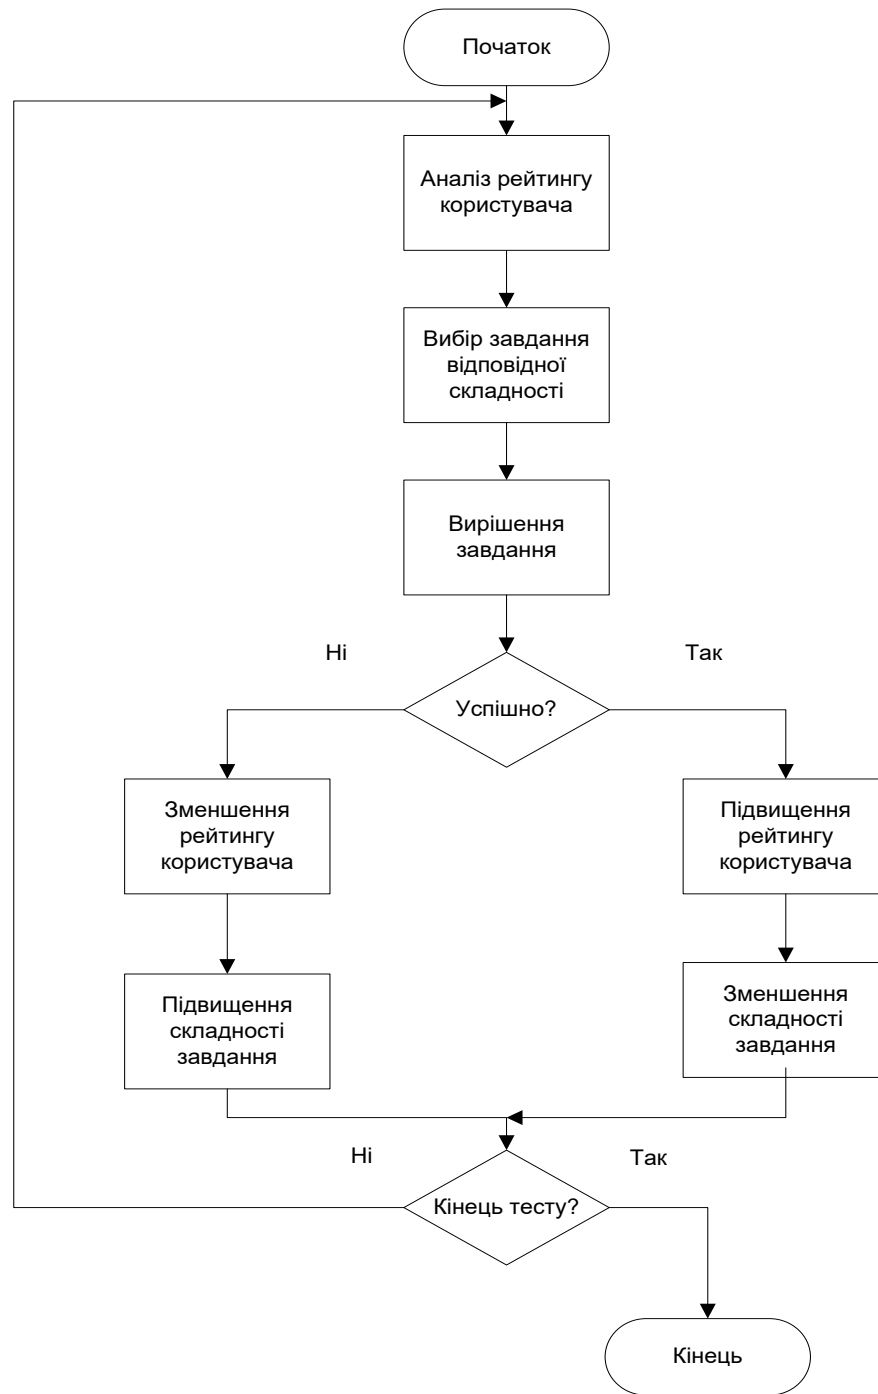 Початок
Аналіз рейтингу
користувача
Вибір завдання
відповідної
складності
Вирішення
завдання
Ні
Так
Успішно?
Зменшення
рейтингу
користувача
Підвищення
рейтингу
користувача
Підвищення
складності
завдання
Зменшення
складності
завдання
Ні
Так
Кінець тесту?
Кінець